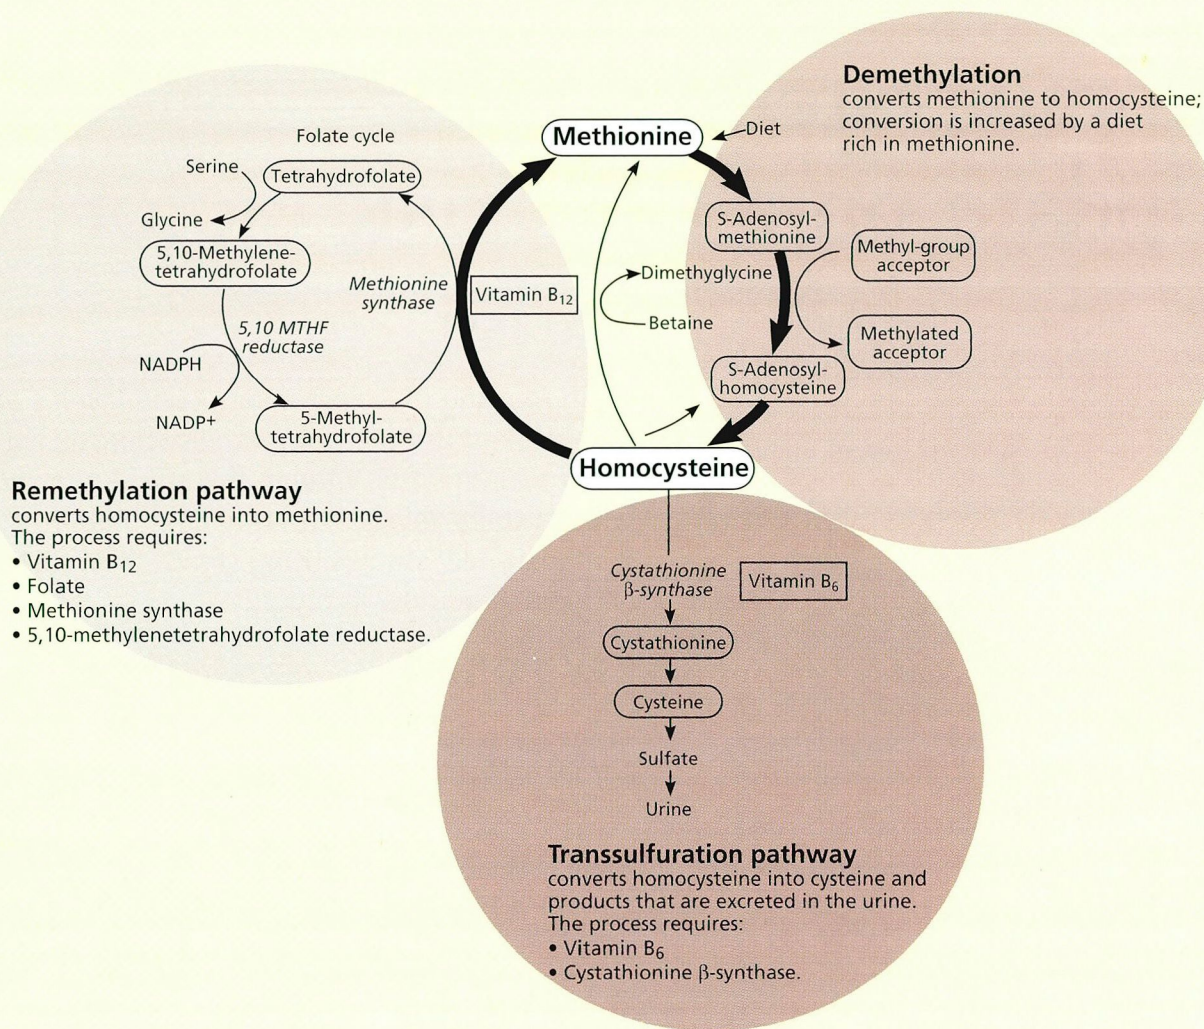 Demethylation
converts methionine to homocysteine;
conversion is increased by a diet
rich in methionine.
Methionine
Diet
Folate cycle
Serine
Tetrahydrofolate
Glycine
5,10-Methylene-
tetrahydrofolate
Methionine
synthase
Vitamin B₁₂
5,10 MTHF
reductase
NADPH
NADP+
5-Methyl-
tetrahydrofolate
Dimethyglycine
Betaine
S-Adenosyl-
methionine
Methyl-group
acceptor
Methylated
acceptor
S-Adenosyl-
homocysteine
Homocysteine
Remethylation pathway
converts homocysteine into methionine.
The process requires:
• Vitamin B₁₂
• Folate
• Methionine synthase
• 5,10-methylenetetrahydrofolate reductase.
Cystathionine
β-synthase
Vitamin B₆
Cystathionine
Cysteine
Sulfate
Urine
Transsulfuration pathway
converts homocysteine into cysteine and
products that are excreted in the urine.
The process requires:
• Vitamin B₆
• Cystathionine β-synthase.